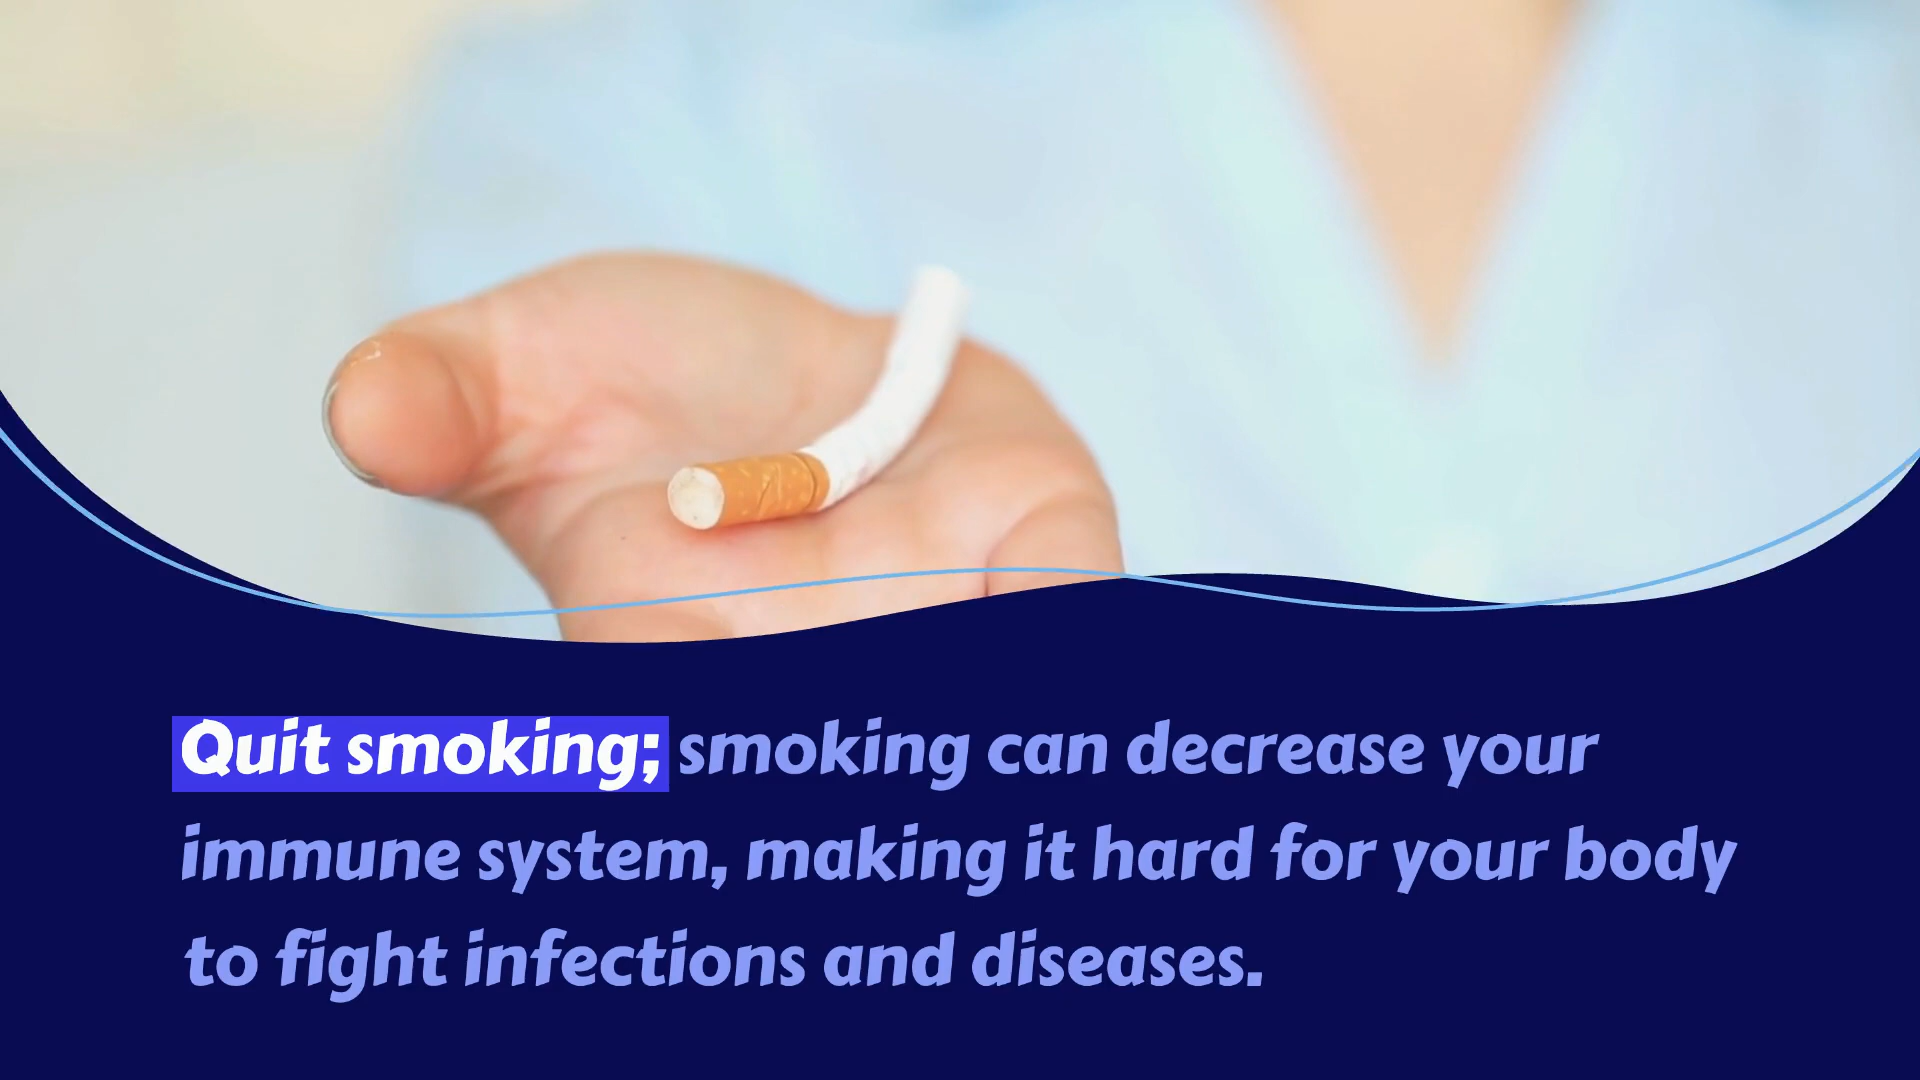 Quit smoking; smoking can decrease your
immune system, making it hard for your body
to fight infections and diseases.